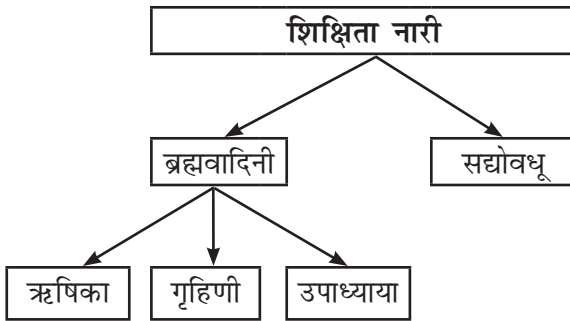 शिक्षिता नारी
ब्रह्मवादिनी सद्योवधू
ऋषिका गृहिणी उपाध्याया